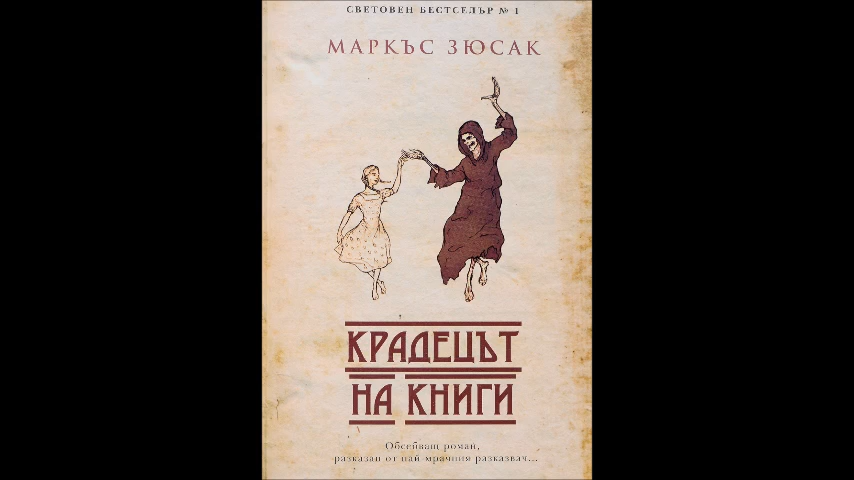 СВЕТОВЕН БЕСТСЕЛЪР № 1
МАРКЪС ЗЮСАК
КРАДЕЦЪТ
НА КНИГИ
Обсебващ роман,
разказан от най-мрачния разказвач...